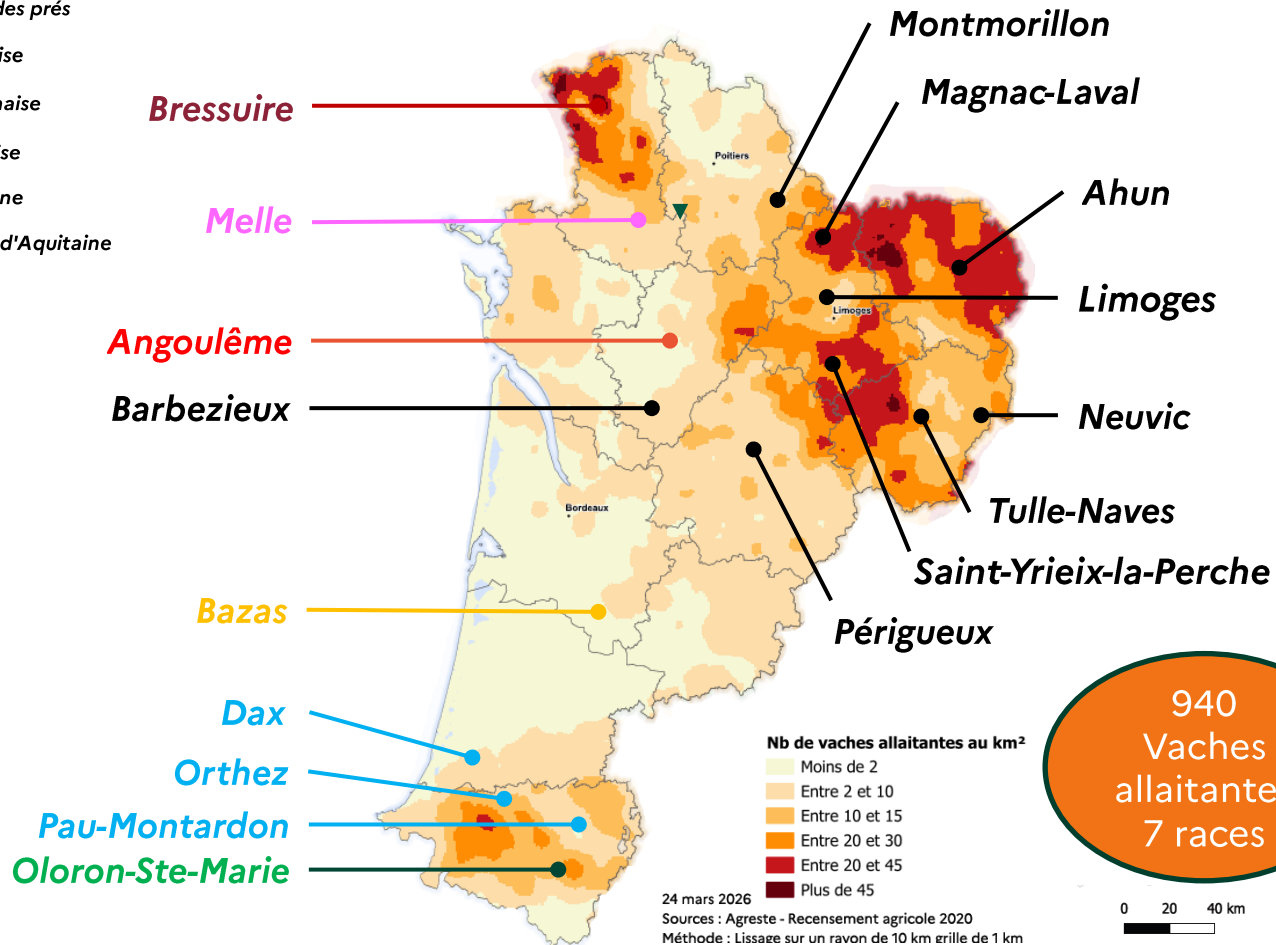 des prés
Montmorillon
Magnac-Laval
Bressuire
Poitiers
Ahun
Melle
d'Aquitaine
Limoges
Limoges
Angoulême
Barbezieux
Neuvic
Tulle-Naves
Bordeaux
Saint-Yrieix-la-Perche
Bazas
Périgueux
Dax
Orthez
Pau-Montardon
Oloron-Ste-Marie
940
Vaches
allaitante
7 races
Nb de vaches allaitantes au km²
Moins de 2
Entre 2 et 10
Entre 10 et 15
Entre 20 et 30
Entre 20 et 45
Plus de 45
24 mars 2026
Sources : Agreste - Recensement agricole 2020
Méthode : Lissage sur un rayon de 10 km grille de 1 km
0 20 40 km